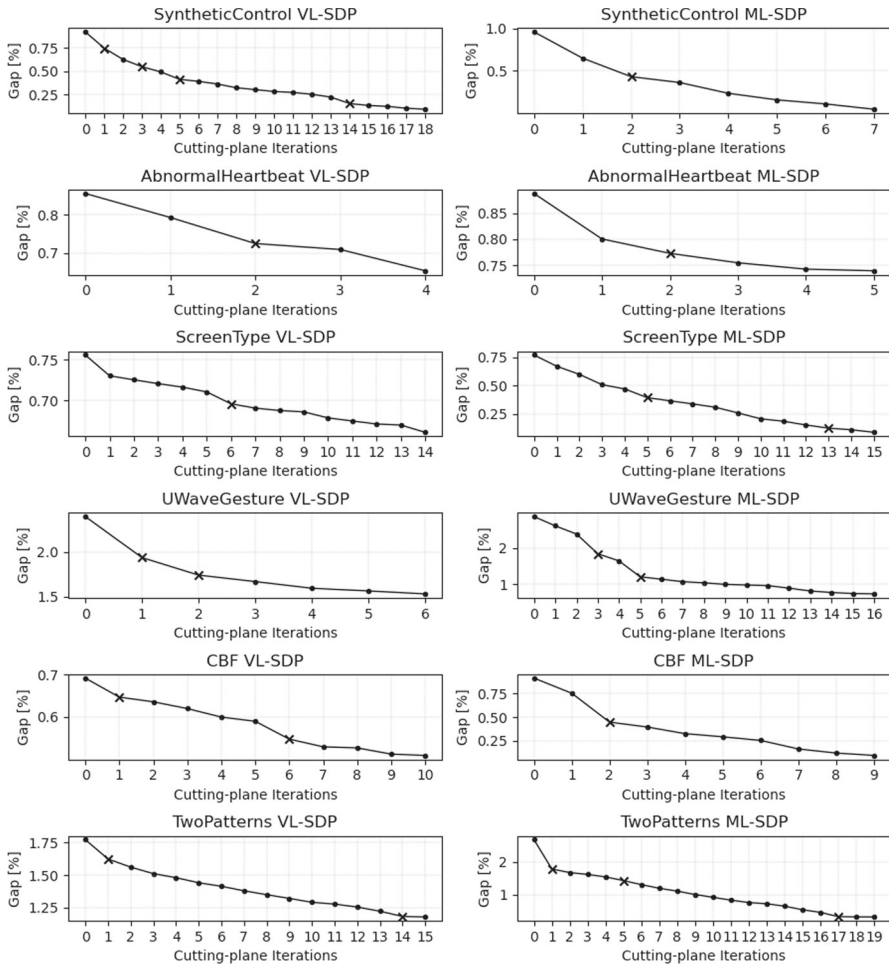 SyntheticControl VL-SDP
Gap [%]
0.75
0.50
0.25
0 1 2 3 4 5 6 7 8 9 10 11 12 13 14 15 16 17 18
Cutting-plane Iterations
SyntheticControl ML-SDP
Gap [%]
1.0
0.5
0 1 2 3 4 5 6 7
Cutting-plane Iterations
AbnormalHeartbeat VL-SDP
Gap [%]
0.8
0.7
0 1 2 3 4
Cutting-plane Iterations
AbnormalHeartbeat ML-SDP
Gap [%]
0.85
0.80
0.75
0 1 2 3 4 5
Cutting-plane Iterations
ScreenType VL-SDP
Gap [%]
0.75
0.70
0 1 2 3 4 5 6 7 8 9 10 11 12 13 14
Cutting-plane Iterations
ScreenType ML-SDP
Gap [%]
0.75
0.50
0.25
0 1 2 3 4 5 6 7 8 9 10 11 12 13 14 15
Cutting-plane Iterations
UWaveGesture VL-SDP
Gap [%]
2.0
1.5
0 1 2 3 4 5 6
Cutting-plane Iterations
UWaveGesture ML-SDP
Gap [%]
2
1
0 1 2 3 4 5 6 7 8 9 10 11 12 13 14 15 16
Cutting-plane Iterations
CBF VL-SDP
Gap [%]
0.7
0.6
0 1 2 3 4 5 6 7 8 9 10
Cutting-plane Iterations
CBF ML-SDP
Gap [%]
0.75
0.50
0.25
0 1 2 3 4 5 6 7 8 9
Cutting-plane Iterations
TwoPatterns VL-SDP
Gap [%]
1.75
1.50
1.25
0 1 2 3 4 5 6 7 8 9 10 11 12 13 14 15
Cutting-plane Iterations
TwoPatterns ML-SDP
Gap [%]
2
1
0 1 2 3 4 5 6 7 8 9 10 11 12 13 14 15 16 17 18 19
Cutting-plane Iterations